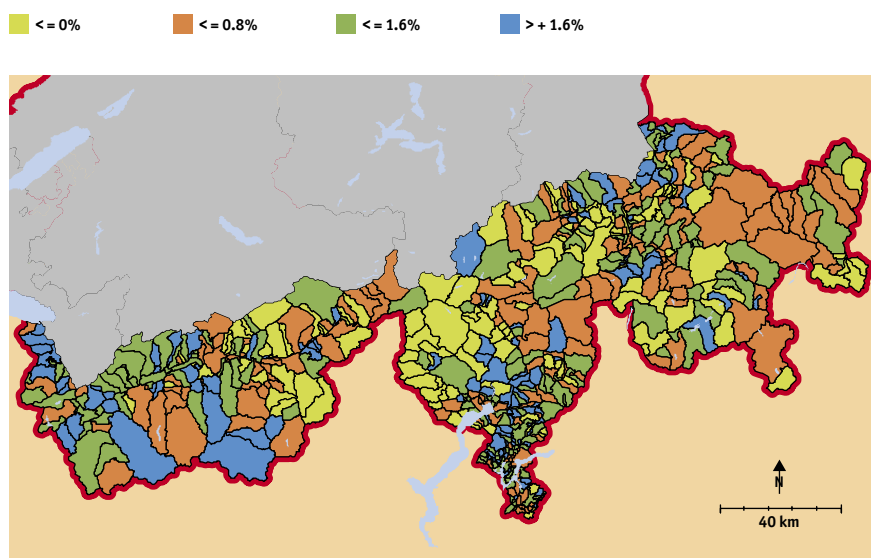 <= 0%
<= 0.8%
<= 1.6%
> + 1.6%
N
40 km